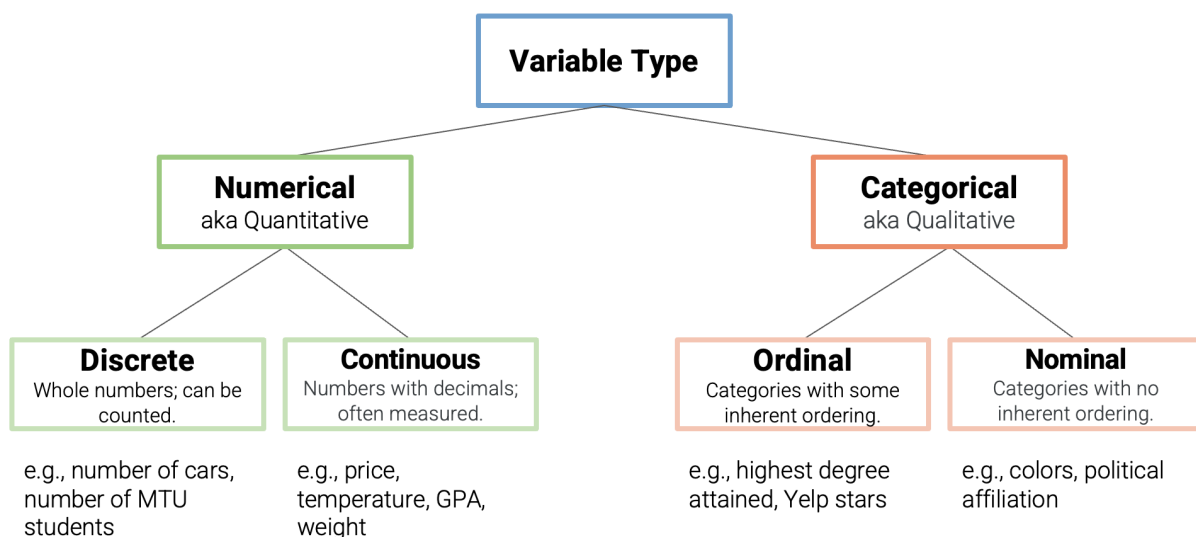 Variable Type
Numerical
aka Quantitative
Categorical
aka Qualitative
Discrete
Whole numbers; can be
counted.
Continuous
Numbers with decimals;
often measured.
Ordinal
Categories with some
inherent ordering.
Nominal
Categories with no
inherent ordering.
e.g., number of cars,
number of MTU
students
e.g., price,
temperature, GPA,
weight
e.g., highest degree
attained, Yelp stars
e.g., colors, political
affiliation